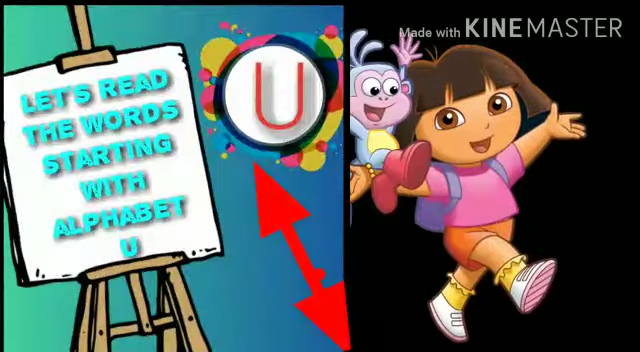 LET'S READ
THE WORDS
STARTING
WITH
ALPHABET
U
U
Made with KINEMASTER